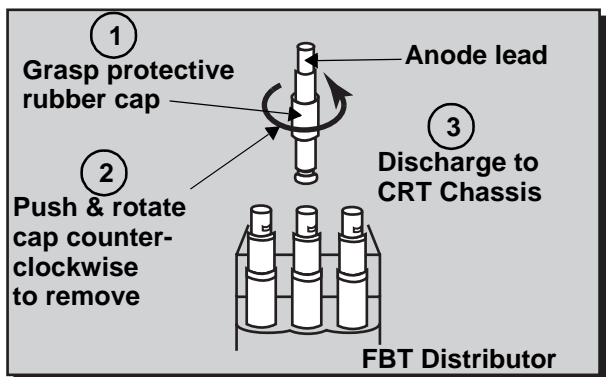 1
Grasp protective
rubber cap
Anode lead
2
Push & rotate
cap counter-
clockwise
to remove
3
Discharge to
CRT Chassis
FBT Distributor